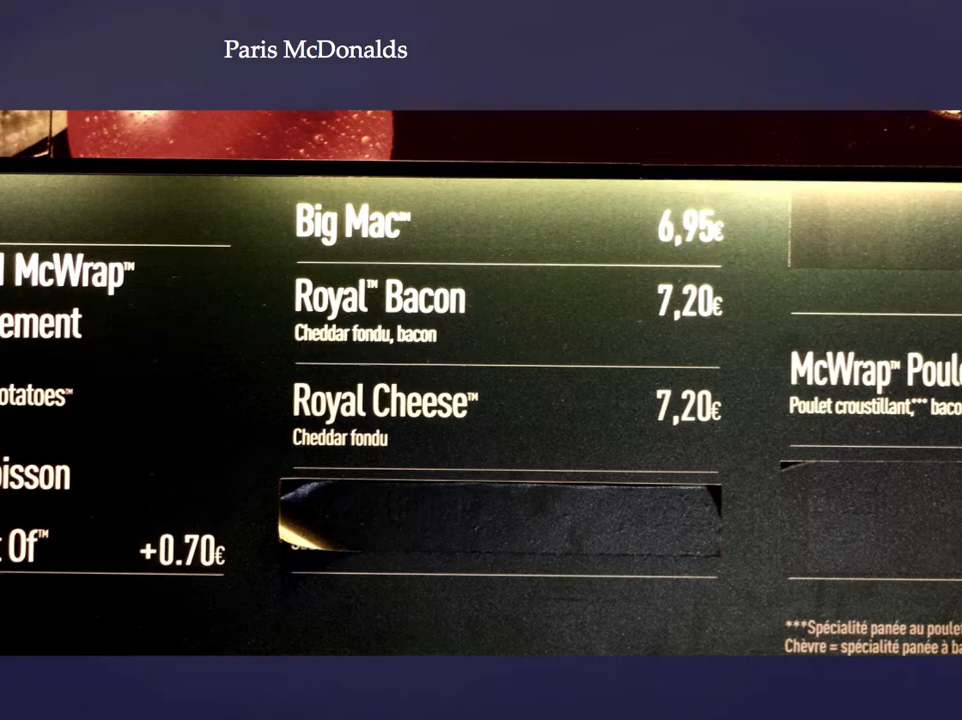 Paris McDonalds
McWrap™
ement
otatoes™
isson
Of™ +0.70€
Big Mac™ 6,95€
Royal™ Bacon 7,20€
Cheddar fondu, bacon
Royal Cheese™ 7,20€
Cheddar fondu
McWrap™ Poule
Poulet croustillant,*** baco
***Spécialité panée au poulet
Chèvre = spécialité panée à ba